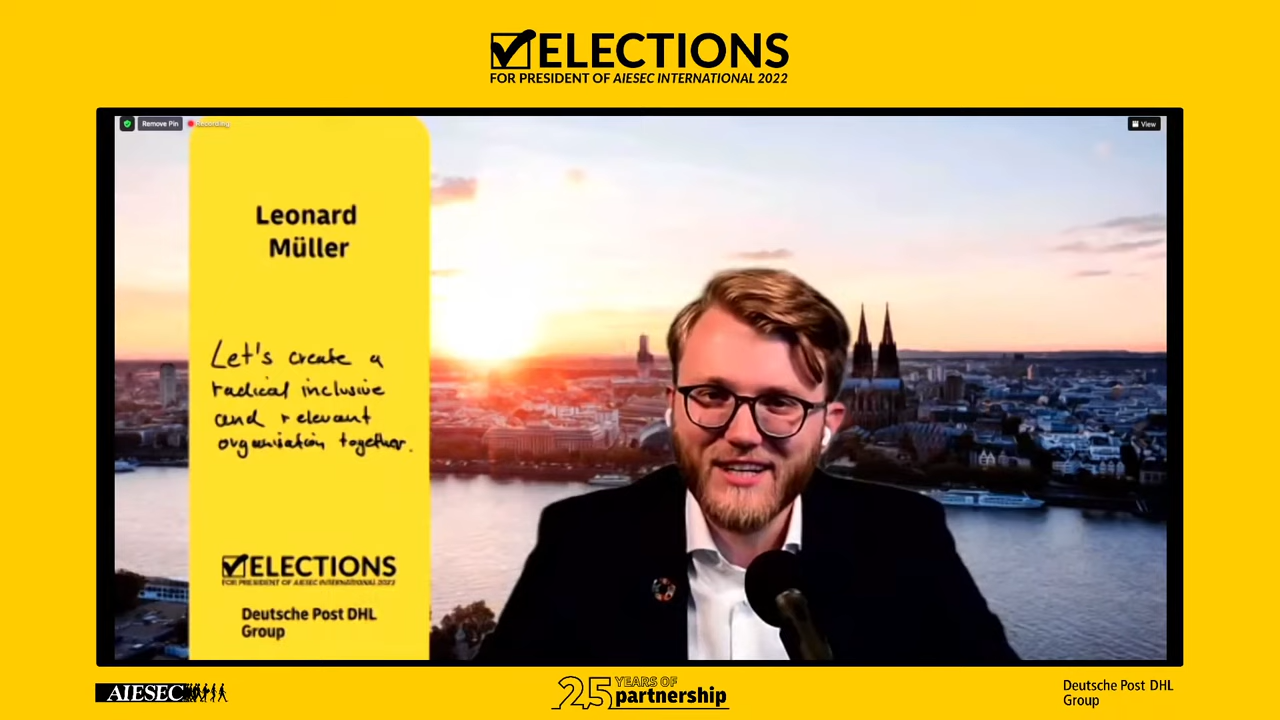 ELECTIONS
FOR PRESIDENT OF AIESEC INTERNATIONAL 2022
Remove Pin
Recording
View
Leonard
Müller
Let's create a
radical inclusive
and relevant
organisation together.
ELECTIONS
FOR PRESIDENT OF AIESEC INTERNATIONAL 2022
Deutsche Post DHL
Group
AIESEC
25 YEARS OF
partnership
Deutsche Post DHL
Group